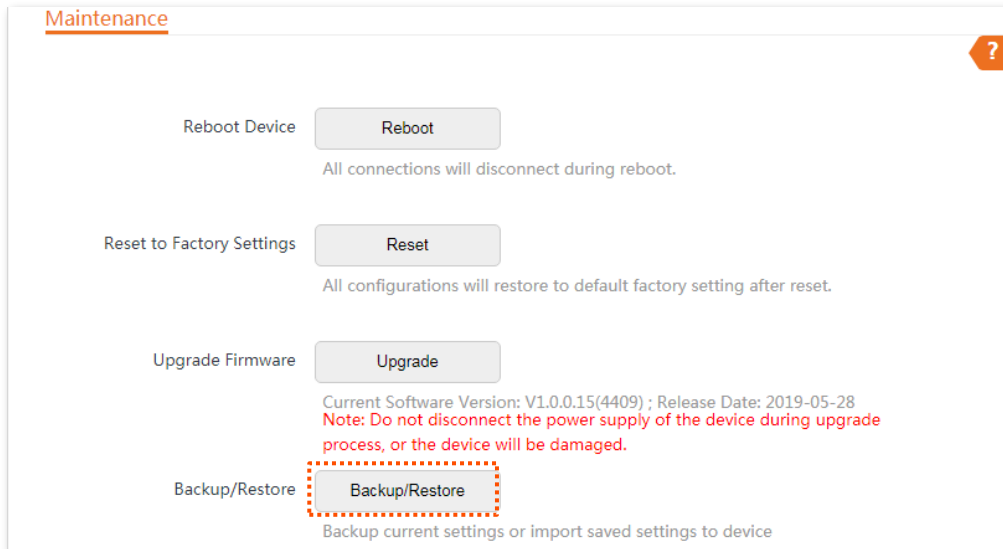 Maintenance
?
Reboot Device
Reboot
All connections will disconnect during reboot.
Reset to Factory Settings
Reset
All configurations will restore to default factory setting after reset.
Upgrade Firmware
Upgrade
Current Software Version: V1.0.0.15(4409) ; Release Date: 2019-05-28
Note: Do not disconnect the power supply of the device during upgrade
process, or the device will be damaged.
Backup/Restore
Backup/Restore
Backup current settings or import saved settings to device